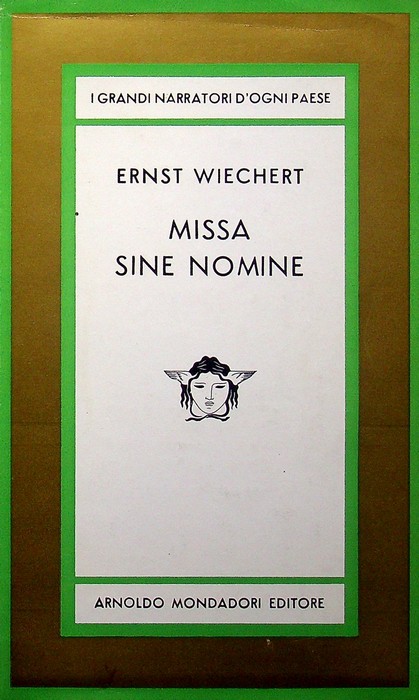 I GRANDI NARRATORI D'OGNI PAESE
ERNST WIECHERT
MISSA
SINE NOMINE
ARNOLDO MONDADORI EDITORE